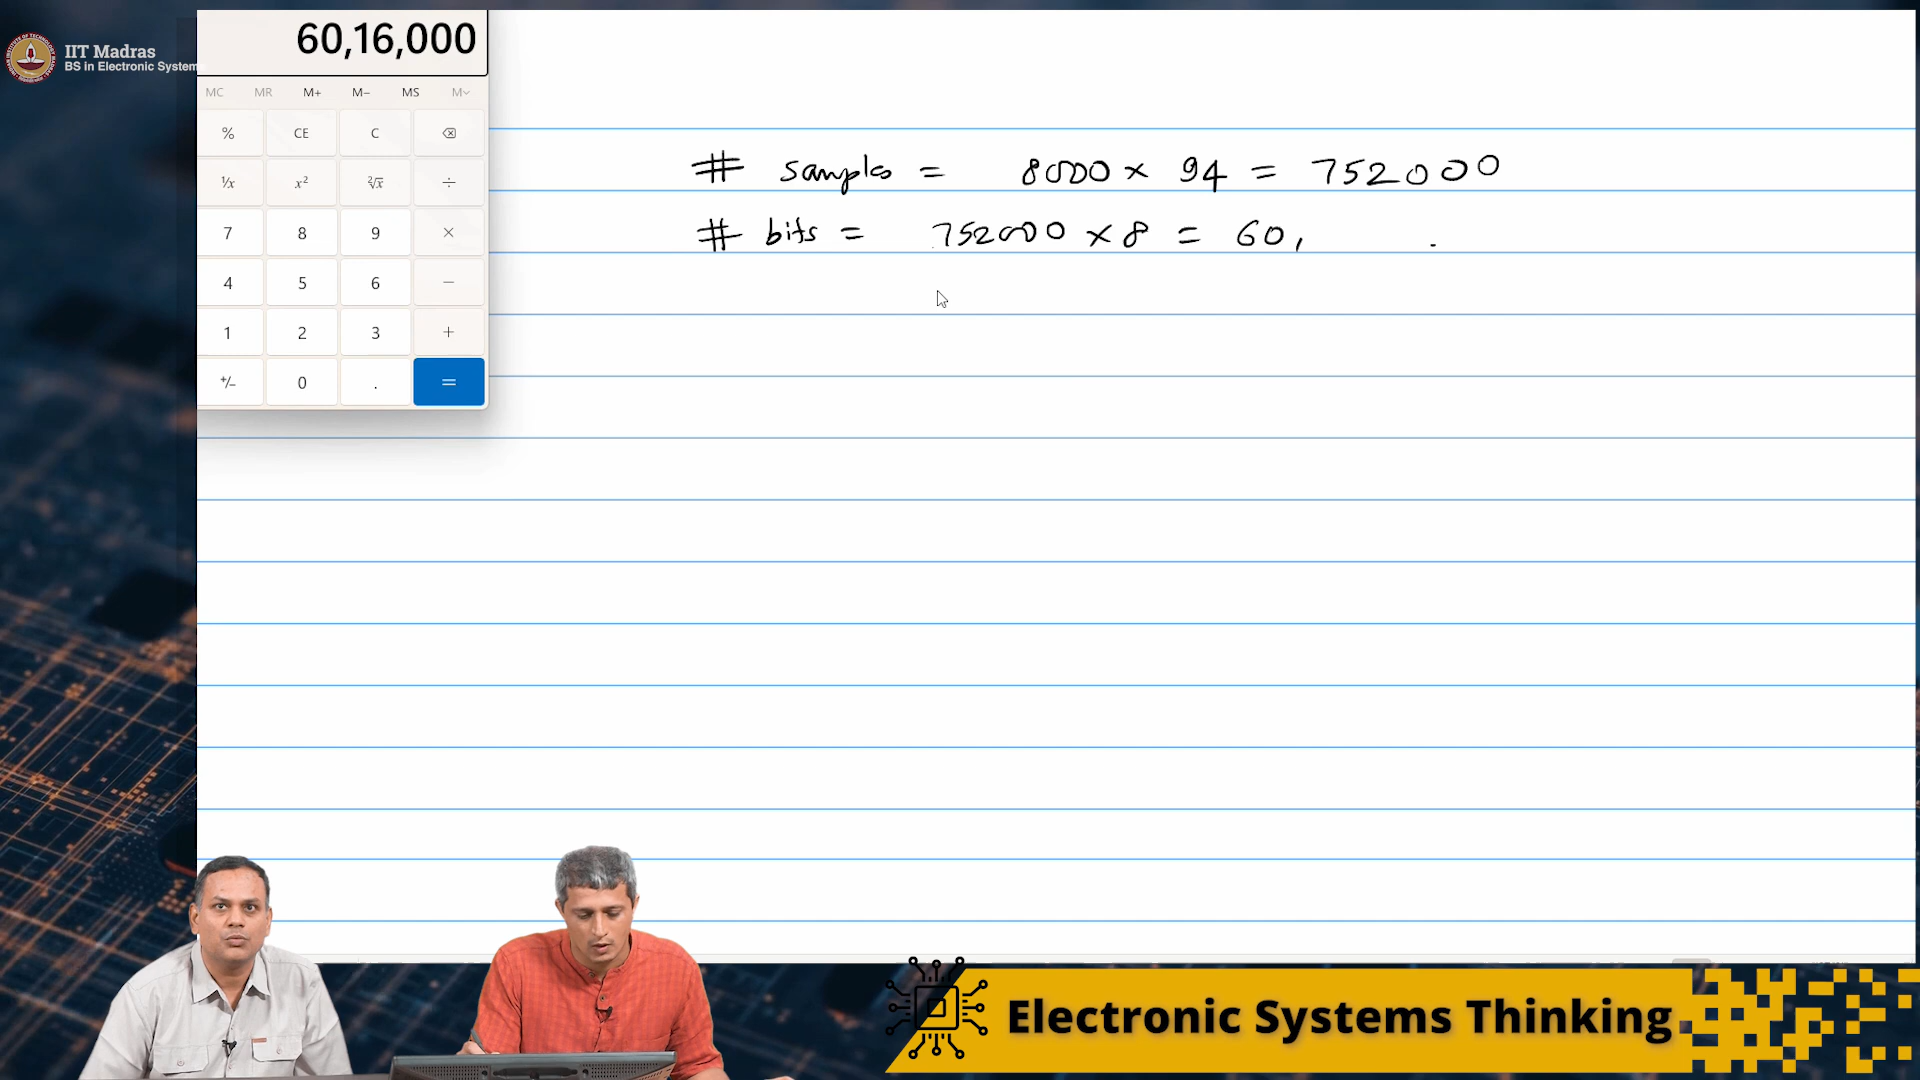 IIT Madras
BS in Electronic Systems
60,16,000
MC MR M+ M− MS M
% CE C
¹/x x² ²√x ÷
7 8 9 ×
4 5 6 −
1 2 3 +
+/− 0 . =
# samples = 8000 × 94 = 752000
# bits = 752000 × 8 = 60,
Electronic Systems Thinking